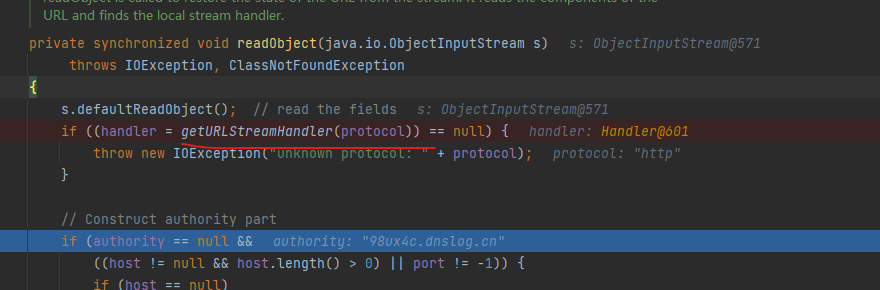 readObject is called to restore the state of the URL from the stream. It reads the components of the
URL and finds the local stream handler.
private synchronized void readObject(java.io.ObjectInputStream s)   s: ObjectInputStream@571
throws IOException, ClassNotFoundException
{
s.defaultReadObject();  // read the fields   s: ObjectInputStream@571
if ((handler = getURLStreamHandler(protocol)) == null) {   handler: Handler@601
throw new IOException("unknown protocol: " + protocol);   protocol: "http"
}
// Construct authority part
if (authority == null &&   authority: "98ux4c.dnslog.cn"
((host != null && host.length() > 0) || port != -1)) {
if (host == null)